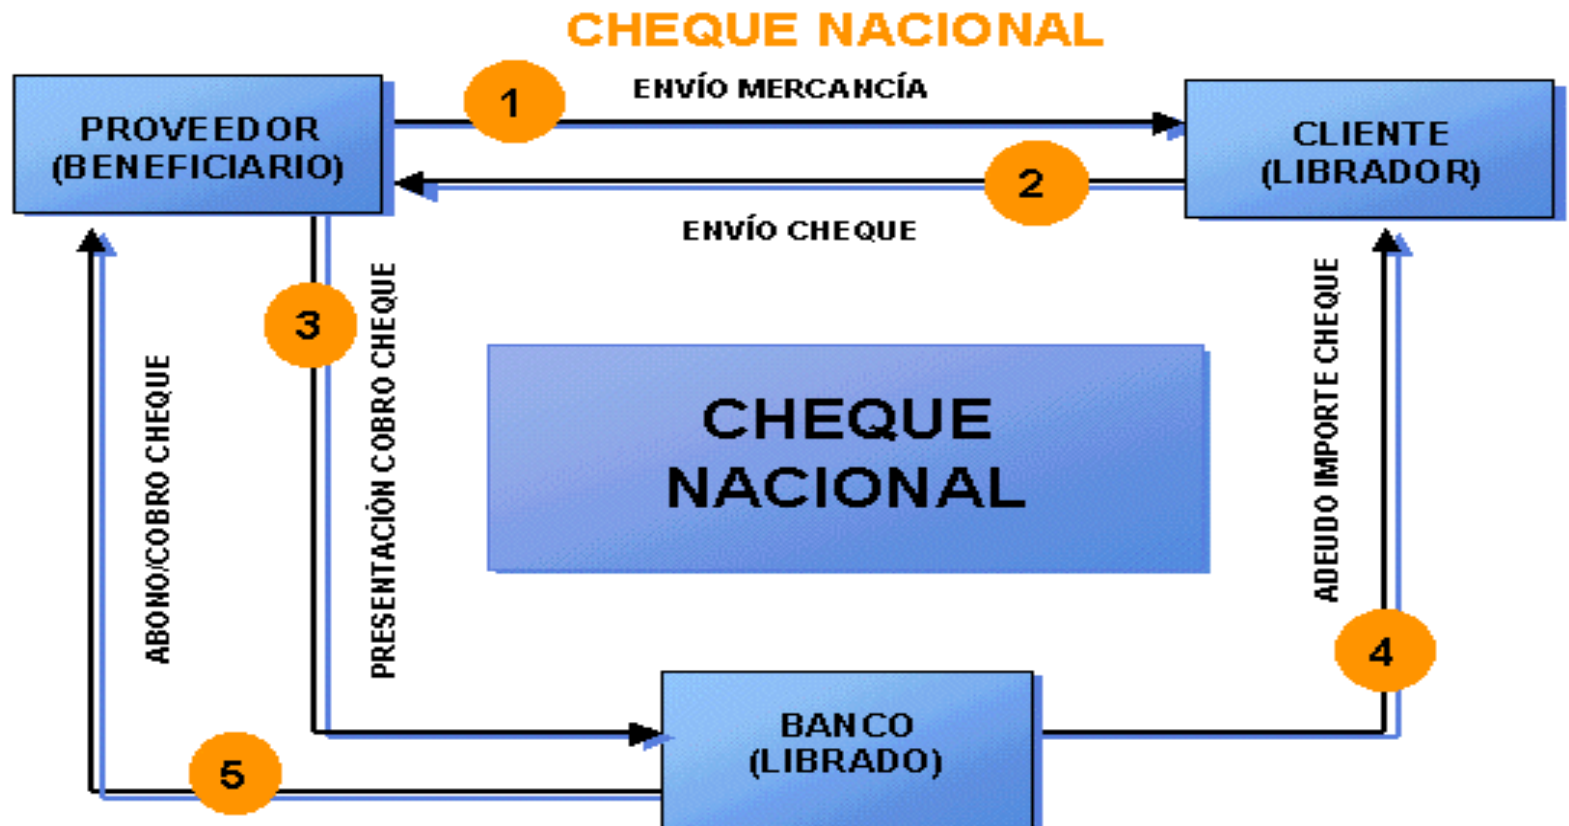 CHEQUE NACIONAL
PROVEEDOR
(BENEFICIARIO)
1
ENVÍO MERCANCÍA
CLIENTE
(LIBRADOR)
2
ENVÍO CHEQUE
3
PRESENTACIÓN COBRO CHEQUE
ABONO/COBRO CHEQUE
CHEQUE
NACIONAL
ADEUDO IMPORTE CHEQUE
4
BANCO
(LIBRADO)
5